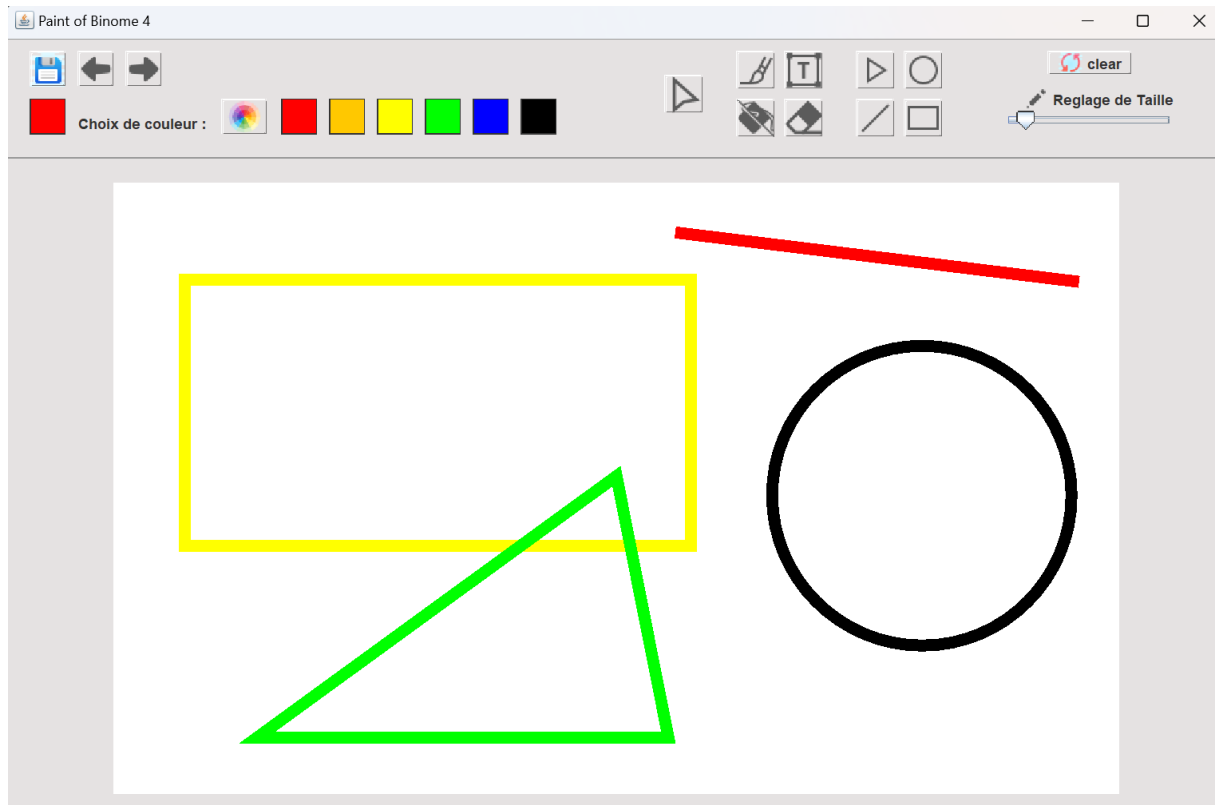 Paint of Binome 4
T
clear
Reglage de Taille
Choix de couleur :